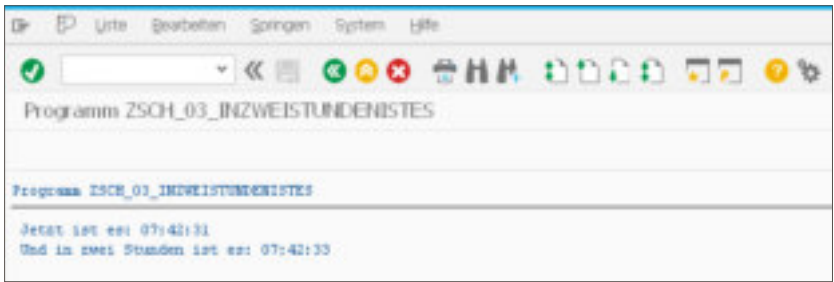 Liste Bearbeiten Springen System Hilfe
Programm ZSCH_03_INZWEISTUNDENISTES
Programm ZSCH_03_INZWEISTUNDENISTES
Jetzt ist es: 07:42:31
Und in zwei Stunden ist es: 07:42:33